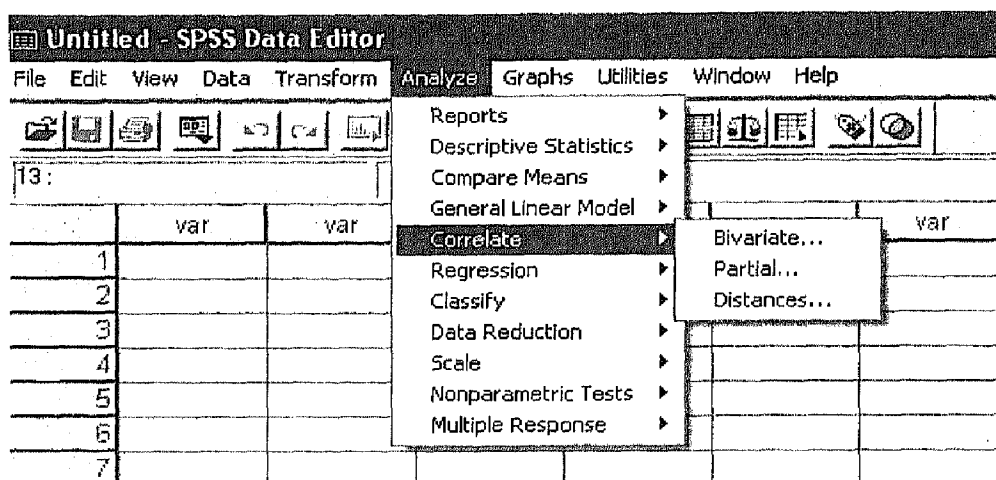 Untitled - SPSS Data Editor
File Edit View Data Transform Analyze Graphs Utilities Window Help
13 :
var var var
Reports
Descriptive Statistics
Compare Means
General Linear Model
Correlate
Regression
Classify
Data Reduction
Scale
Nonparametric Tests
Multiple Response
Bivariate...
Partial...
Distances...
1
2
3
4
5
6
7